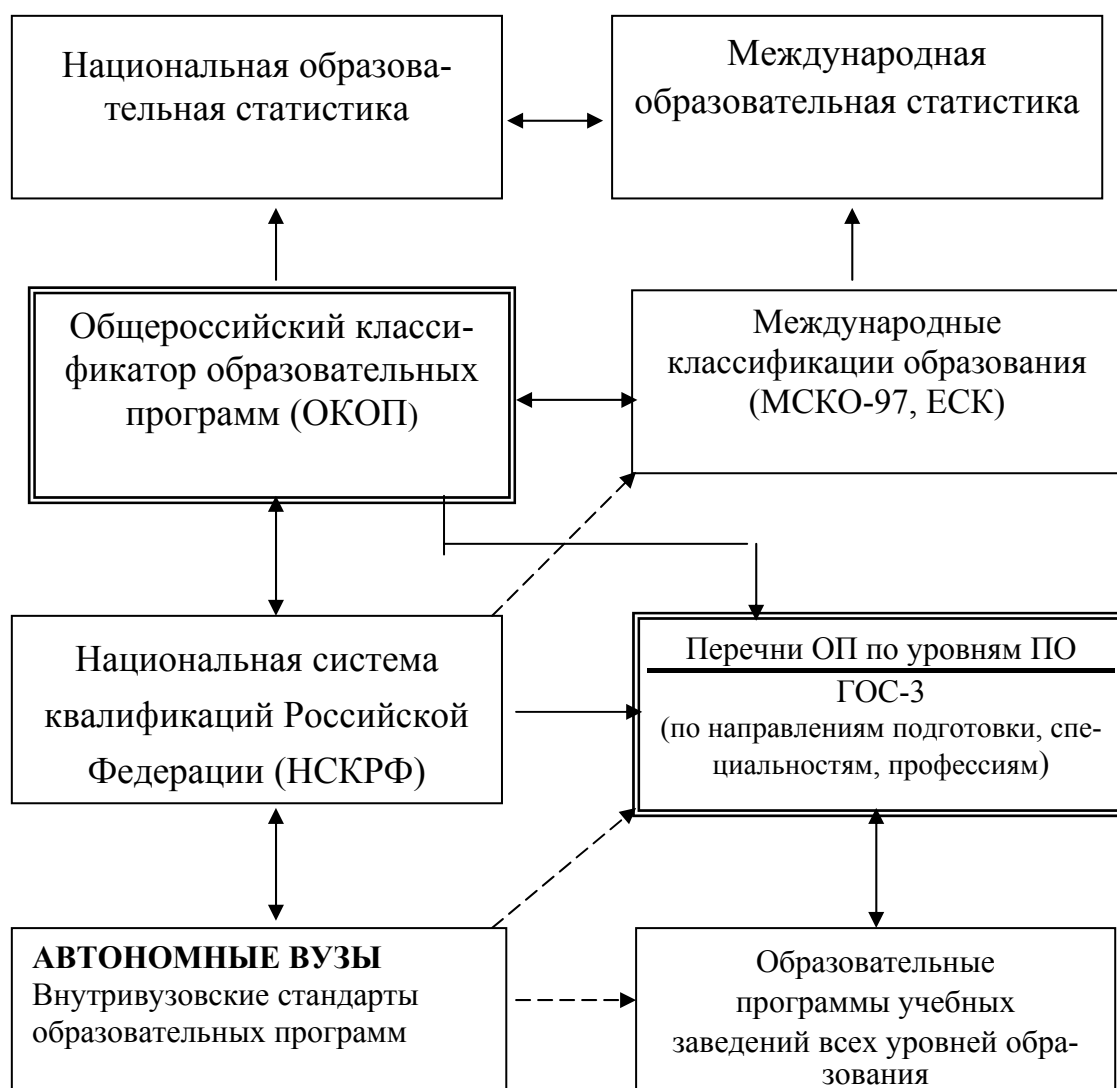 Национальная образова-
тельная статистика
Международная
образовательная статистика
Общероссийский класси-
фикатор образовательных
программ (ОКОП)
Международные
классификации образования
(МСКО-97, ЕСК)
Национальная система
квалификаций Российской
Федерации (НСКРФ)
Перечни ОП по уровням ПО
ГОС-3
(по направлениям подготовки, спе-
циальностям, профессиям)
АВТОНОМНЫЕ ВУЗЫ
Внутривузовские стандарты
образовательных программ
Образовательные
программы учебных
заведений всех уровней обра-
зования